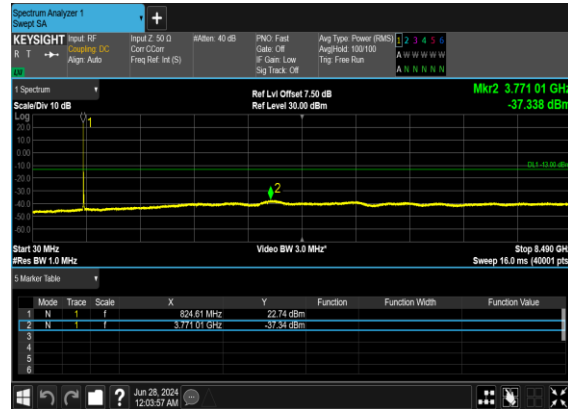 Spectrum Analyzer 1
Swept SA
+
KEYSIGHT Input: RF Input Z: 50 Ω #Atten: 40 dB PNO: Fast Avg Type: Power (RMS) 1 2 3 4 5 6
R T Coupling: DC Corr CCorr Gate: Off Avg|Hold: 100/100 A W W W W W
Align: Auto Freq Ref: Int (S) IF Gain: Low Trig: Free Run
Sig Track: Off A N N N N N
1 Spectrum Ref Lvl Offset 7.50 dB Mkr2 3.771 01 GHz
Scale/Div 10 dB Ref Level 30.00 dBm -37.338 dBm
Log
20.0
10.0
0.00
-10.0
-20.0
-30.0
-40.0
-50.0
-60.0
1
DL1 -13.00 dBm
2
Start 30 MHz Video BW 3.0 MHz* Stop 8.490 GHz
#Res BW 1.0 MHz Sweep 16.0 ms (40001 pts)
5 Marker Table
Mode Trace Scale X Y Function Function Width Function Value
1 N 1 f 824.61 MHz 22.74 dBm
2 N 1 f 3.771 01 GHz -37.34 dBm
3
4
5
6
?
Jun 28, 2024
12:03:57 AM